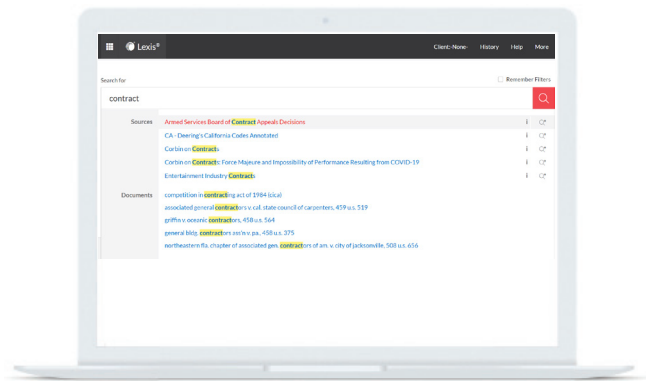 Lexis®
Client:-None- History Help More
Search for
Remember Filters
contract
Sources
Armed Services Board of Contract Appeals Decisions
CA - Deering's California Codes Annotated
Corbin on Contracts
Corbin on Contracts: Force Majeure and Impossibility of Performance Resulting from COVID-19
Entertainment Industry Contracts
Documents
competition in contracting act of 1984 (cica)
associated general contractors v. cal. state council of carpenters, 459 u.s. 519
griffin v. oceanic contractors, 458 u.s. 564
general bldg. contractors ass'n v. pa., 458 u.s. 375
northeastern fla. chapter of associated gen. contractors of am. v. city of jacksonville, 508 u.s. 656